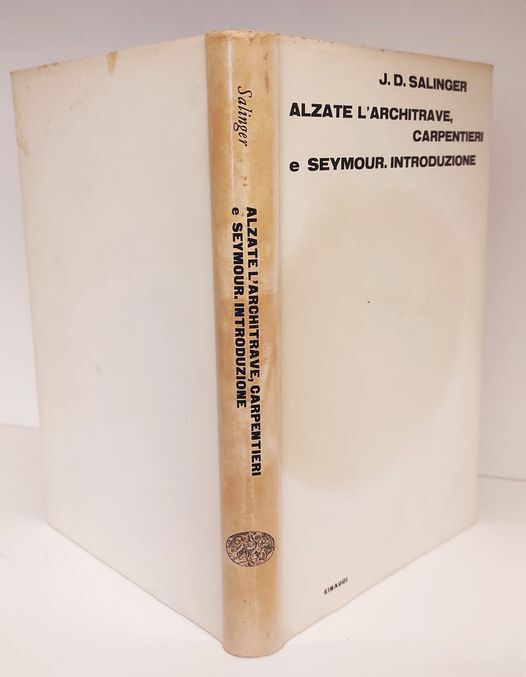 Salinger
ALZATE L'ARCHITRAVE, CARPENTIERI
e SEYMOUR. INTRODUZIONE
J. D. SALINGER
ALZATE L'ARCHITRAVE,
CARPENTIERI
e SEYMOUR. INTRODUZIONE
EINAUDI